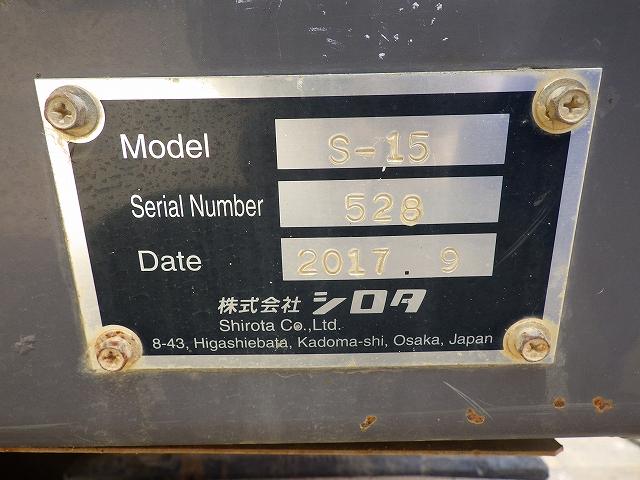 Model S-15
Serial Number 528
Date 2017.9
株式会社 シロタ
Shirota Co.,Ltd.
8-43, Higashiebata, Kadoma-shi, Osaka, Japan